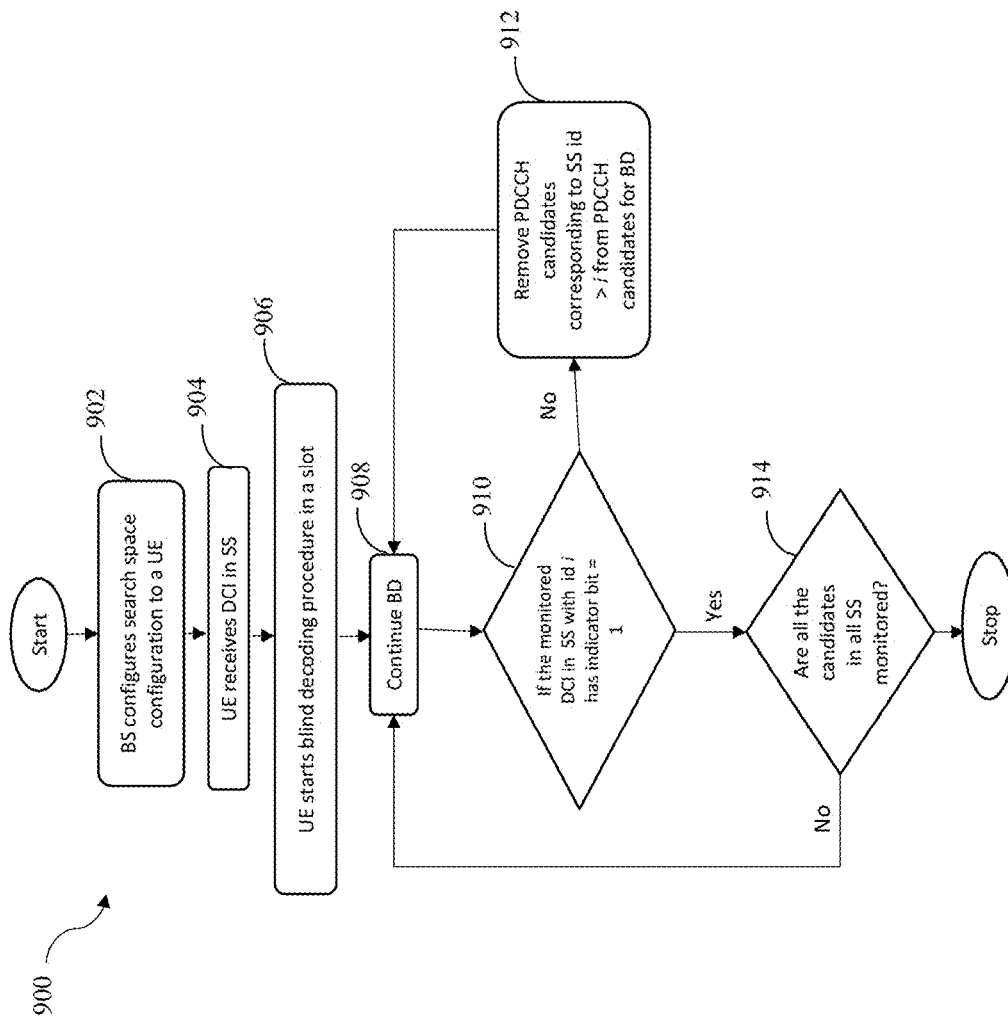 900
Start
BS configures search space
configuration to a UE
902
UE receives DCI in SS
904
UE starts blind decoding procedure in a slot
906
Continue BD
908
If the monitored
DCI in SS with id i
has indicator bit =
1
910
No
Remove PDCCH
candidates
corresponding to SS id
> i from PDCCH
candidates for BD
912
Yes
Are all the
candidates
in all SS
monitored?
914
No
Stop